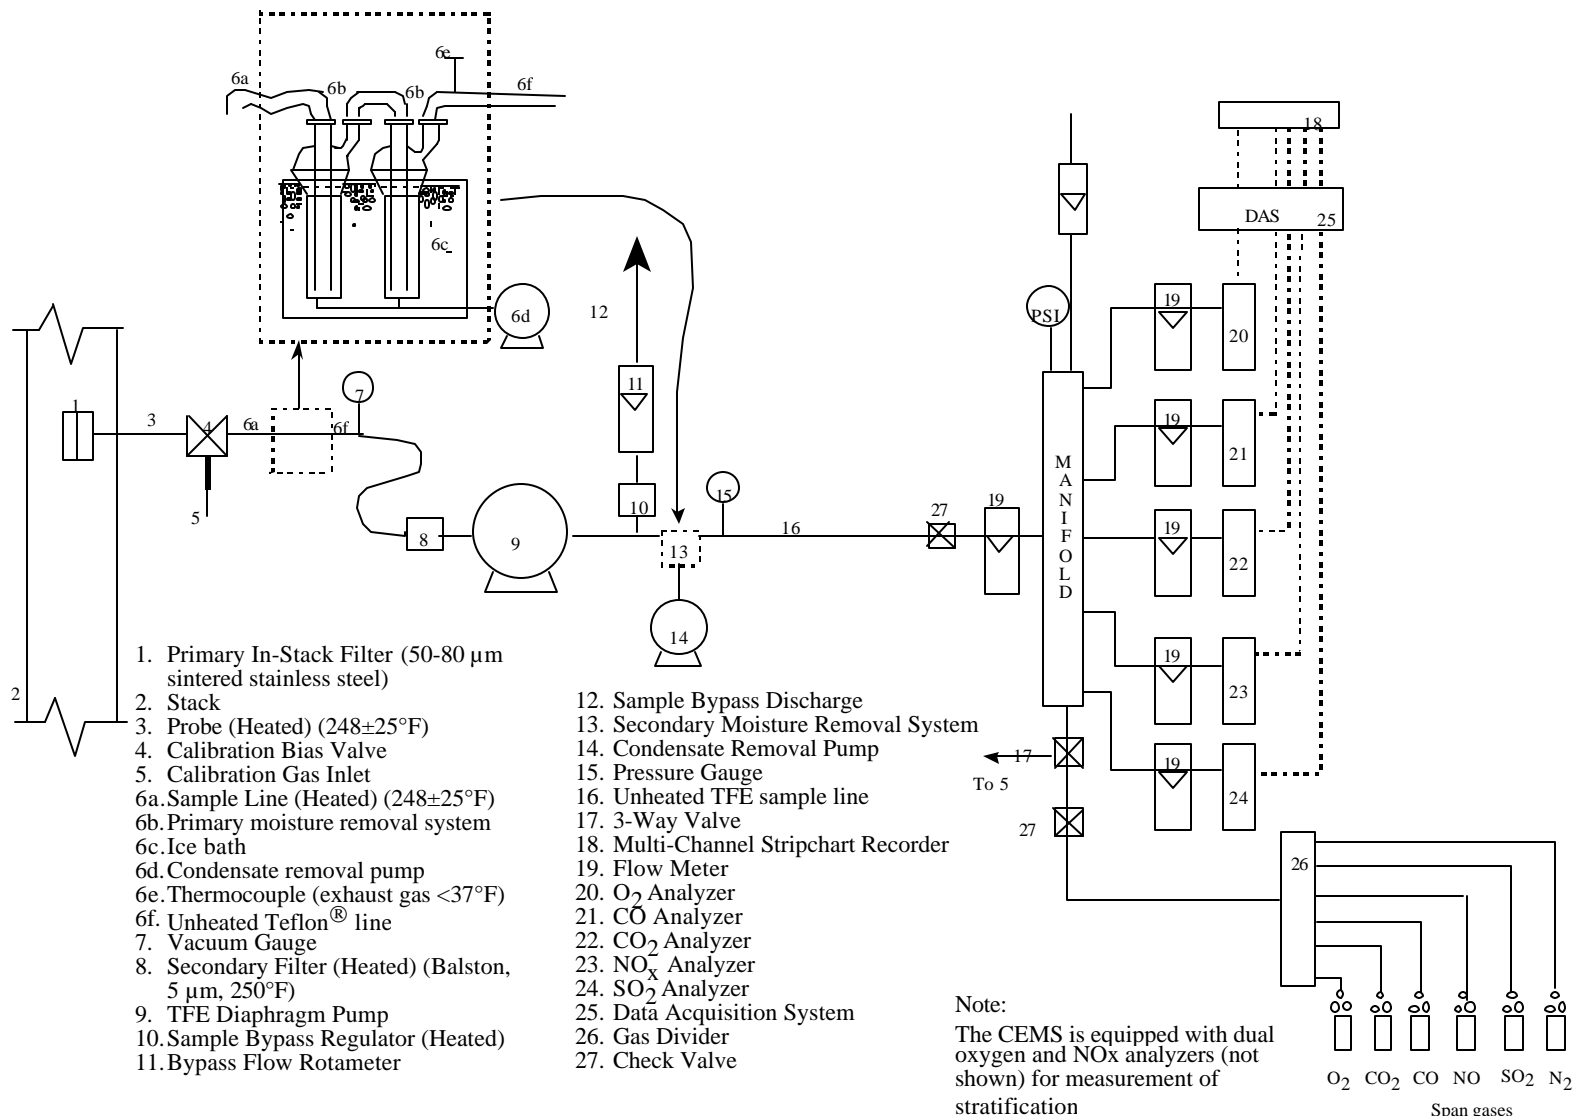 6e
6a
6b
6b
6f
18
DAS
25
6c
6d
12
PSI
19
20
11
7
1
3
4
6a
6f
19
21
M
A
N
I
F
O
L
D
5
10
15
8
9
13
16
27
19
19
22
14
19
23
2
1. Primary In-Stack Filter (50-80 µm
sintered stainless steel)
2. Stack
3. Probe (Heated) (248±25°F)
4. Calibration Bias Valve
5. Calibration Gas Inlet
6a. Sample Line (Heated) (248±25°F)
6b. Primary moisture removal system
6c. Ice bath
6d. Condensate removal pump
6e. Thermocouple (exhaust gas <37°F)
6f. Unheated Teflon® line
7. Vacuum Gauge
8. Secondary Filter (Heated) (Balston,
5 µm, 250°F)
9. TFE Diaphragm Pump
10. Sample Bypass Regulator (Heated)
11. Bypass Flow Rotameter
12. Sample Bypass Discharge
13. Secondary Moisture Removal System
14. Condensate Removal Pump
15. Pressure Gauge
16. Unheated TFE sample line
17. 3-Way Valve
18. Multi-Channel Stripchart Recorder
19. Flow Meter
20. O2 Analyzer
21. CO Analyzer
22. CO2 Analyzer
23. NOx Analyzer
24. SO2 Analyzer
25. Data Acquisition System
26. Gas Divider
27. Check Valve
17
To 5
19
24
27
26
Note:
The CEMS is equipped with dual
oxygen and NOx analyzers (not
shown) for measurement of
stratification
O2 CO2 CO NO SO2 N2
Span gases